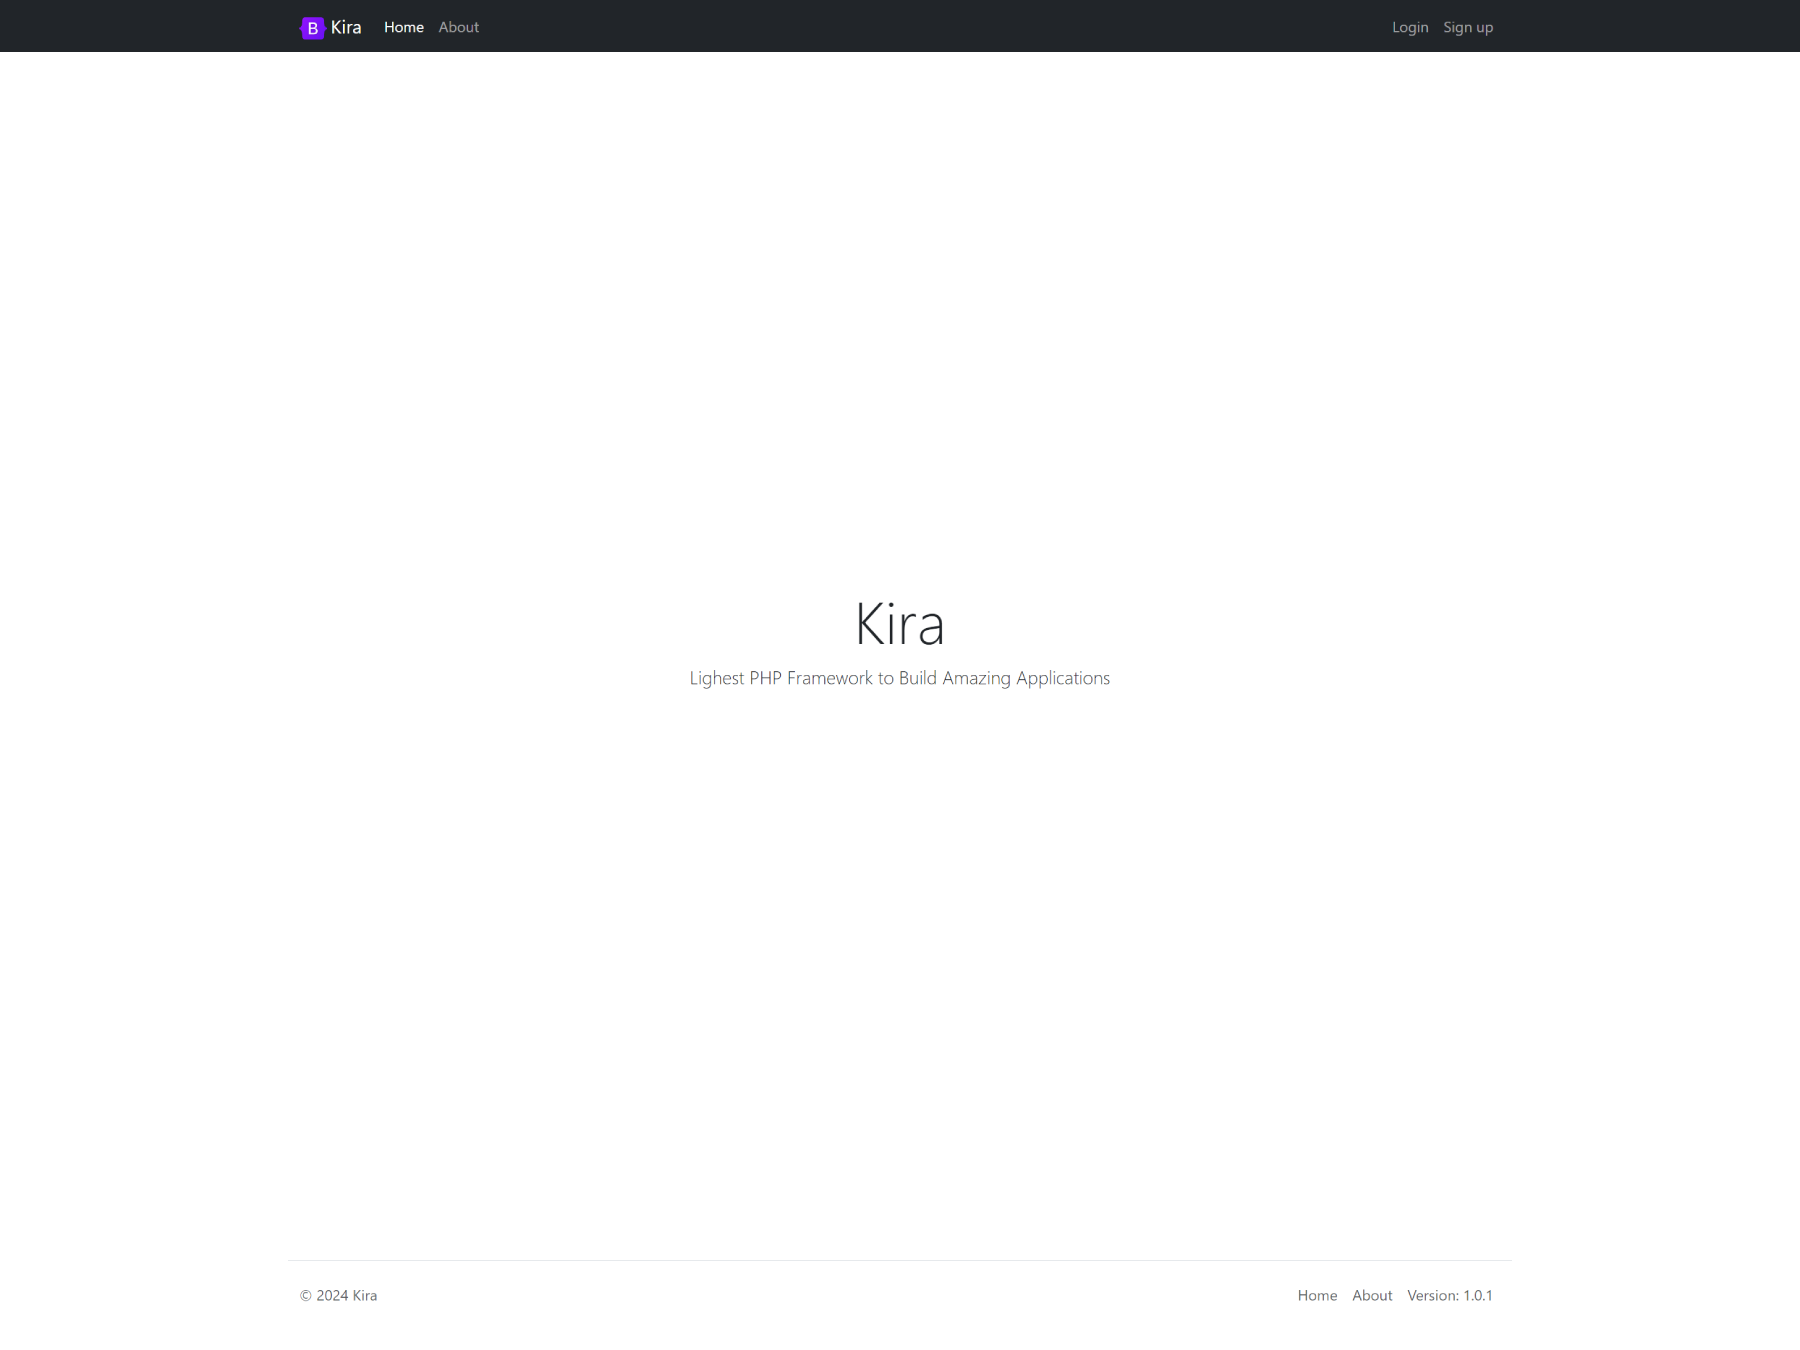 B Kira Home About Login Sign up
Kira
Lighest PHP Framework to Build Amazing Applications
© 2024 Kira Home About Version: 1.0.1